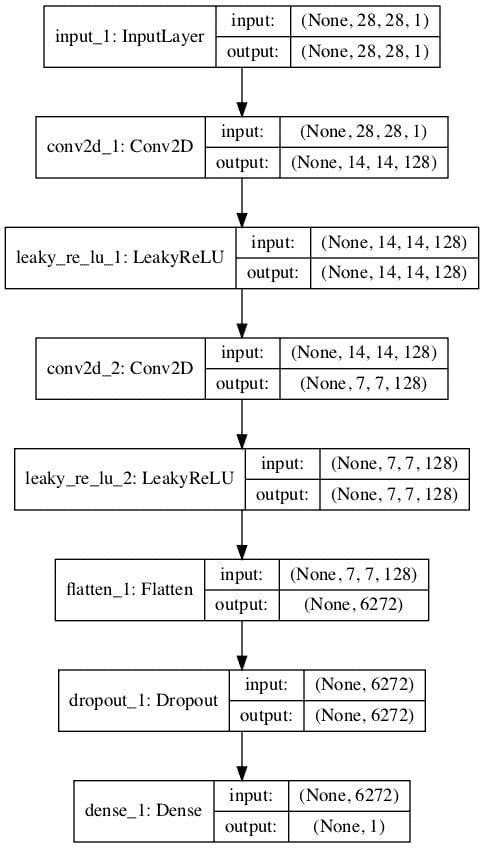 input_1: InputLayer
input: (None, 28, 28, 1)
output: (None, 28, 28, 1)
conv2d_1: Conv2D
input: (None, 28, 28, 1)
output: (None, 14, 14, 128)
leaky_re_lu_1: LeakyReLU
input: (None, 14, 14, 128)
output: (None, 14, 14, 128)
conv2d_2: Conv2D
input: (None, 14, 14, 128)
output: (None, 7, 7, 128)
leaky_re_lu_2: LeakyReLU
input: (None, 7, 7, 128)
output: (None, 7, 7, 128)
flatten_1: Flatten
input: (None, 7, 7, 128)
output: (None, 6272)
dropout_1: Dropout
input: (None, 6272)
output: (None, 6272)
dense_1: Dense
input: (None, 6272)
output: (None, 1)